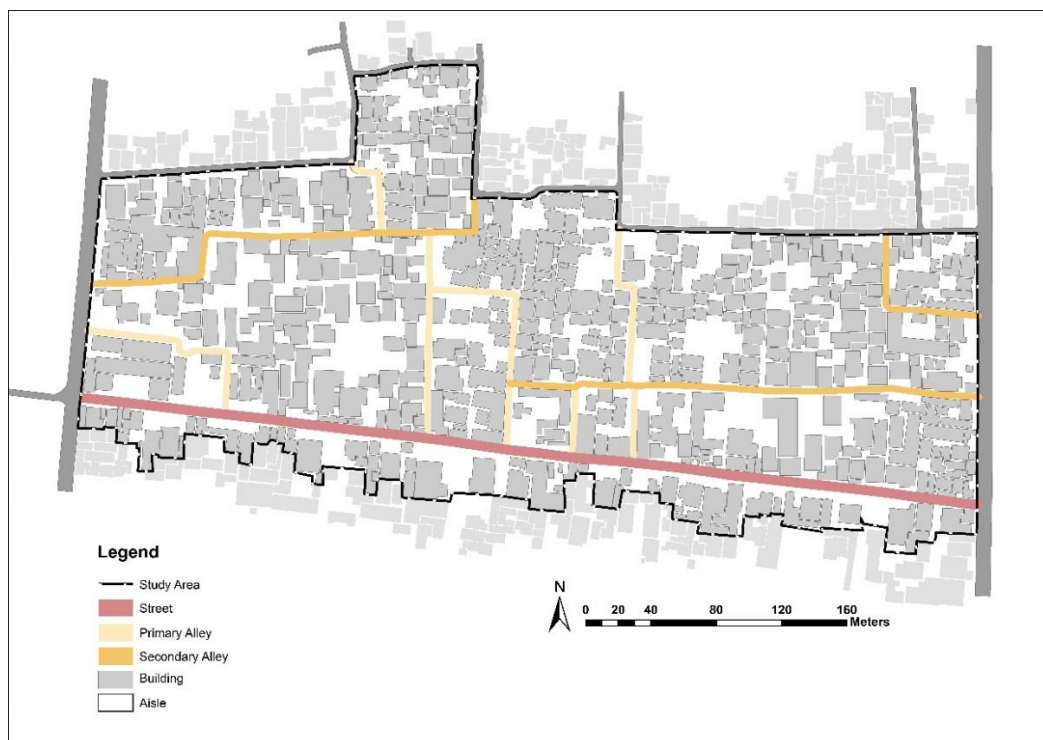 Legend
Study Area
Street
Primary Alley
Secondary Alley
Building
Aisle
N
0 20 40 80 120 160
Meters